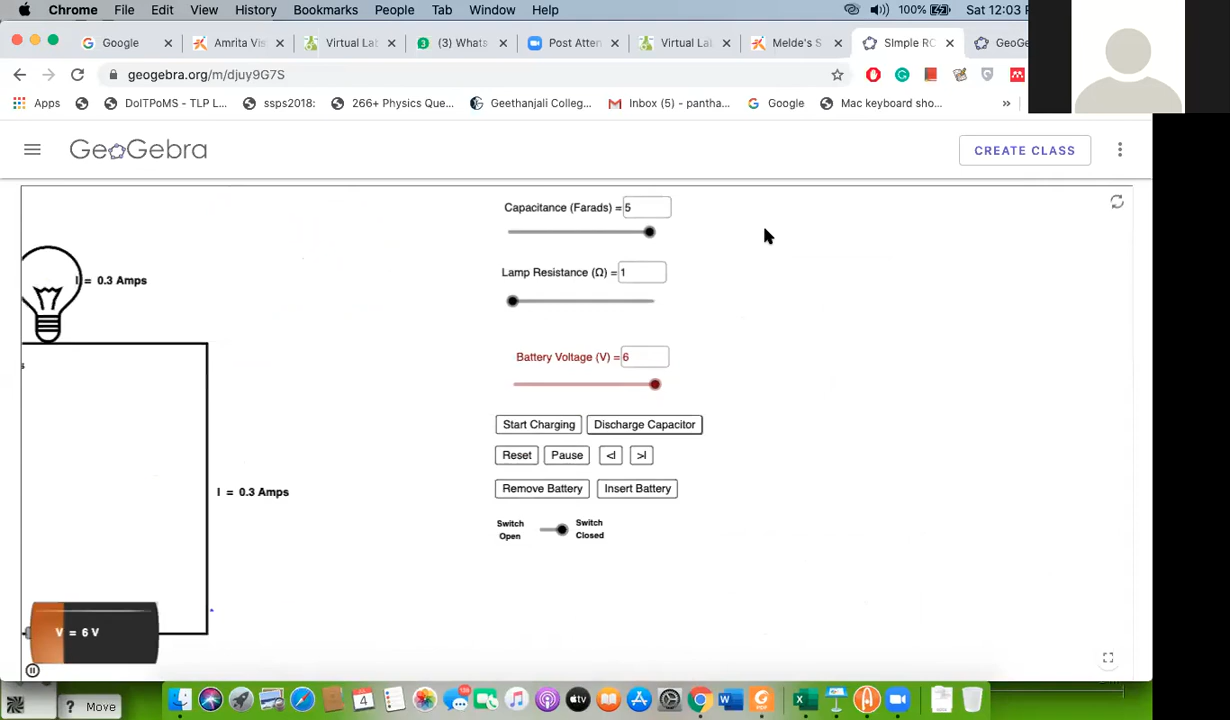 Chrome File Edit View History Bookmarks People Tab Window Help 100% Sat 12:03 P
Google Amrita Vis Virtual Lab (3) Whats Post Atten Virtual Lab Melde's S SImple RC GeoGe
geogebra.org/m/djuy9G7S
Apps DoITPoMS - TLP L... ssps2018: 266+ Physics Que... Geethanjali Colleg... Inbox (5) - pantha... Google Mac keyboard sho... »
GeoGebra CREATE CLASS
Capacitance (Farads) = 5
I = 0.3 Amps
Lamp Resistance (Ω) = 1
Battery Voltage (V) = 6
s
Start Charging Discharge Capacitor
Reset Pause <I >I
Remove Battery Insert Battery
I = 0.3 Amps
Switch Open Switch Closed
V = 6 V
? Move